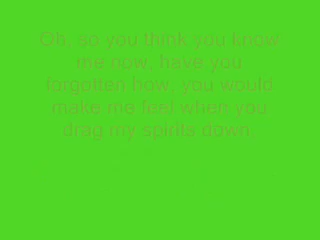 Oh, so you think you know
me now, have you
forgotten how, you would
make me feel when you
drag my spirits down